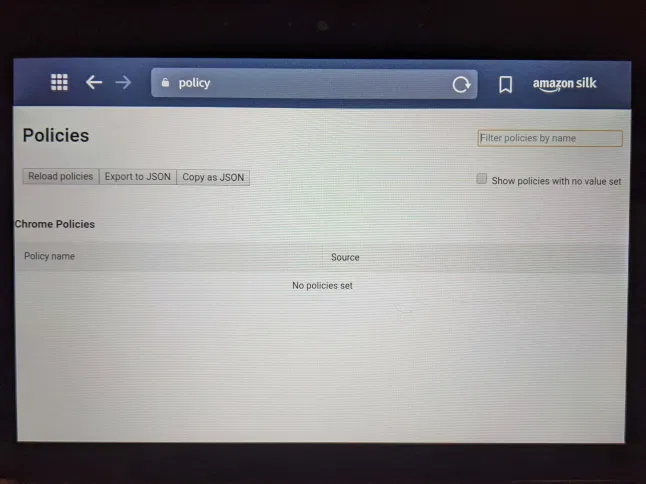 policy
amazon silk
Policies
Filter policies by name
Reload policies Export to JSON Copy as JSON
Show policies with no value set
Chrome Policies
Policy name Source
No policies set